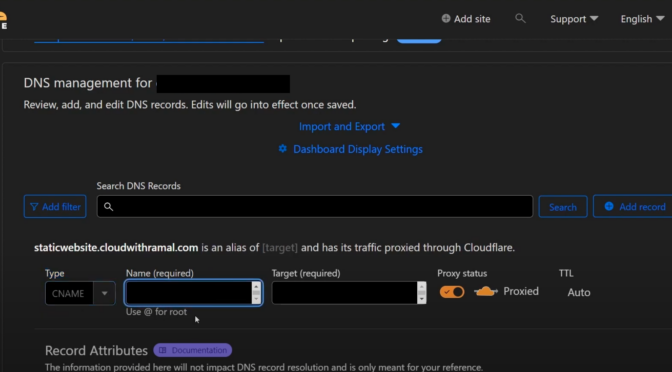 E
Add site
Support
English
DNS management for
Review, add, and edit DNS records. Edits will go into effect once saved.
Import and Export
Dashboard Display Settings
Search DNS Records
Add filter
Search
Add record
staticwebsite.cloudwithramal.com is an alias of [target] and has its traffic proxied through Cloudflare.
Type Name (required) Target (required) Proxy status TTL
CNAME Proxied Auto
Use @ for root
Record Attributes Documentation
The information provided here will not impact DNS record resolution and is only meant for your reference.